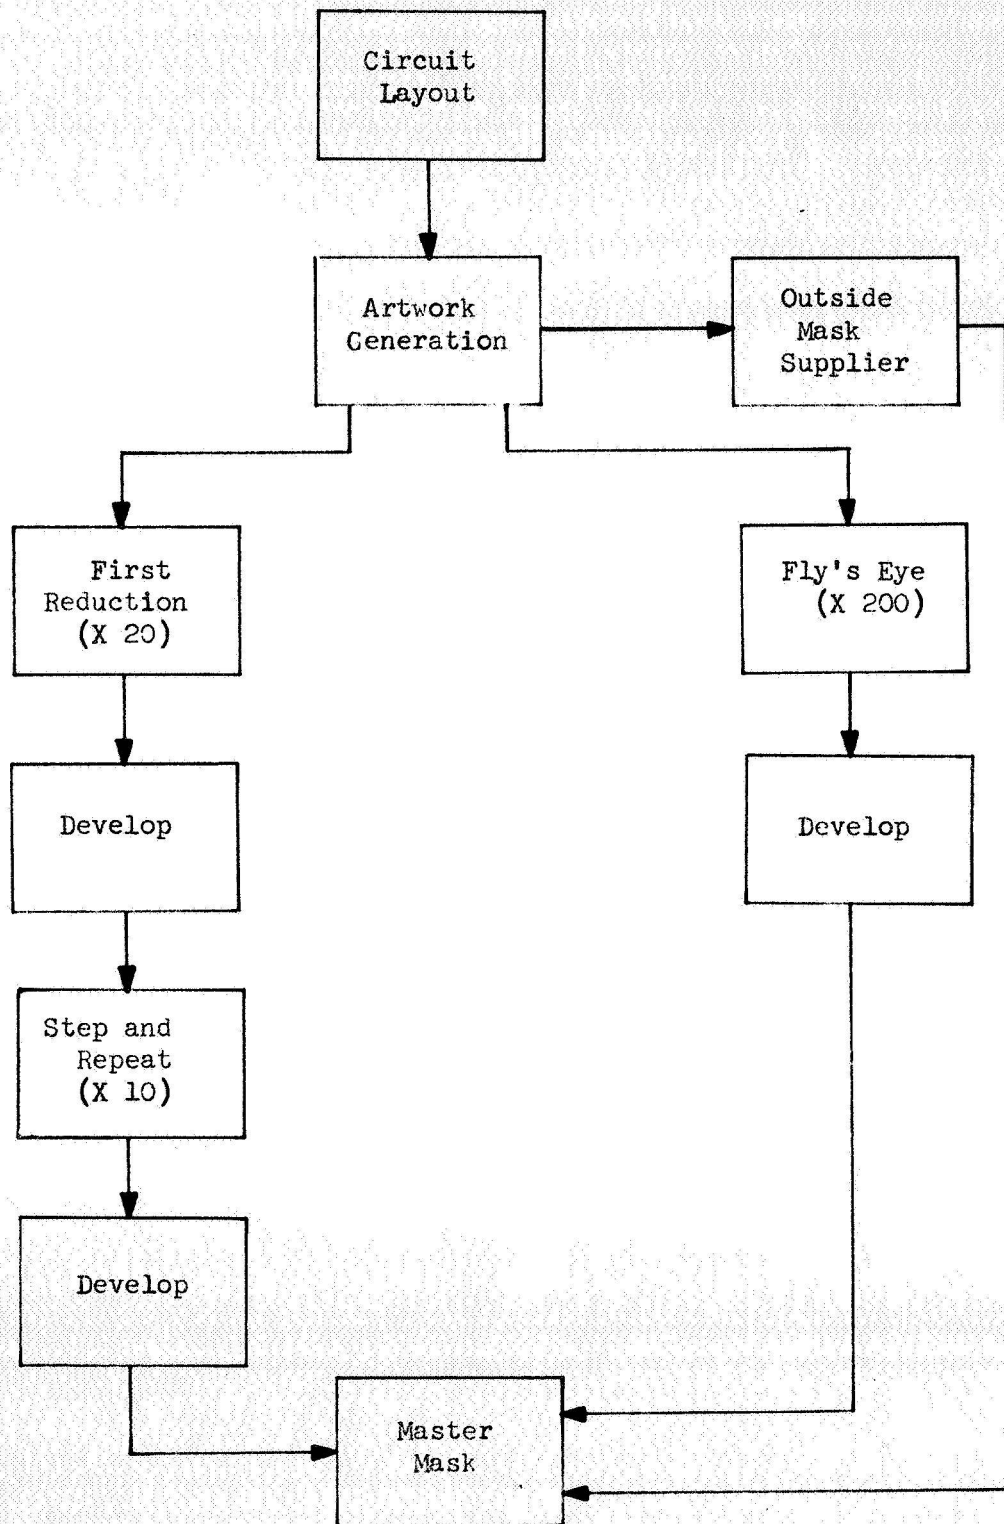 Circuit
Layout
Artwork
Generation
Outside
Mask
Supplier
First
Reduction
(X 20)
Fly's Eye
(X 200)
Develop
Develop
Step and
Repeat
(X 10)
Develop
Master
Mask